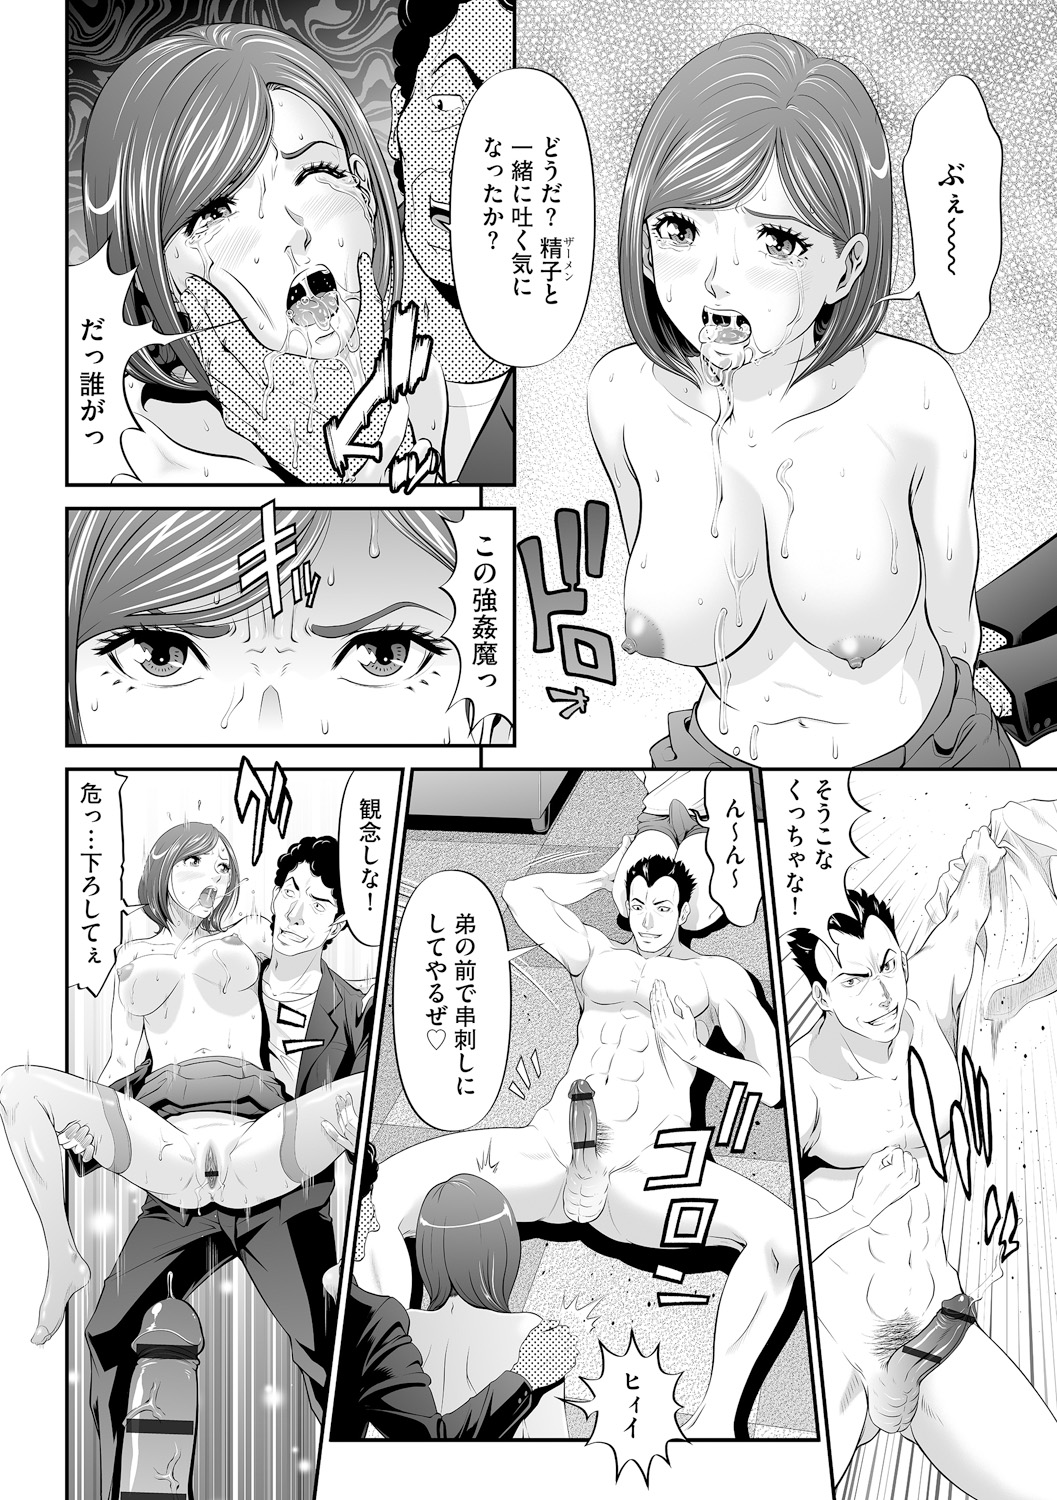 ぶぇ〜〜
ドロォ
どうだ？精子と
ザーメン
一緒に吐く気に
なったか？
だっ誰がっ
この強姦魔っ
キッ
そうこな
くっちゃな！
ん〜ん〜
弟の前で串刺しに
してやるぜ♡
ゴロン
ヒィイ
観念しな！
グッ
危っ…下ろしてぇ